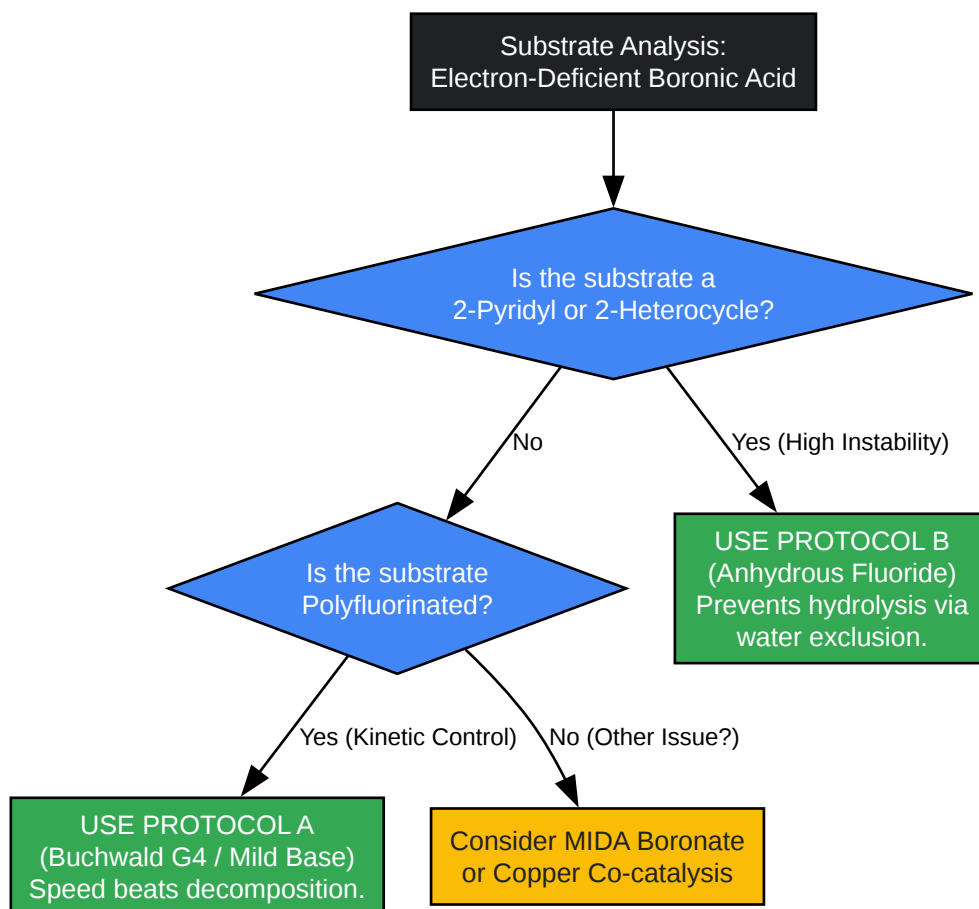 Substrate Analysis:
Electron-Deficient Boronic Acid
Is the substrate a
2-Pyridyl or 2-Heterocycle?
No
Yes (High Instability)
Is the substrate
Polyfluorinated?
USE PROTOCOL B
(Anhydrous Fluoride)
Prevents hydrolysis via
water exclusion.
Yes (Kinetic Control)
No (Other Issue?)
USE PROTOCOL A
(Buchwald G4 / Mild Base)
Speed beats decomposition.
Consider MIDA Boronate
or Copper Co-catalysis